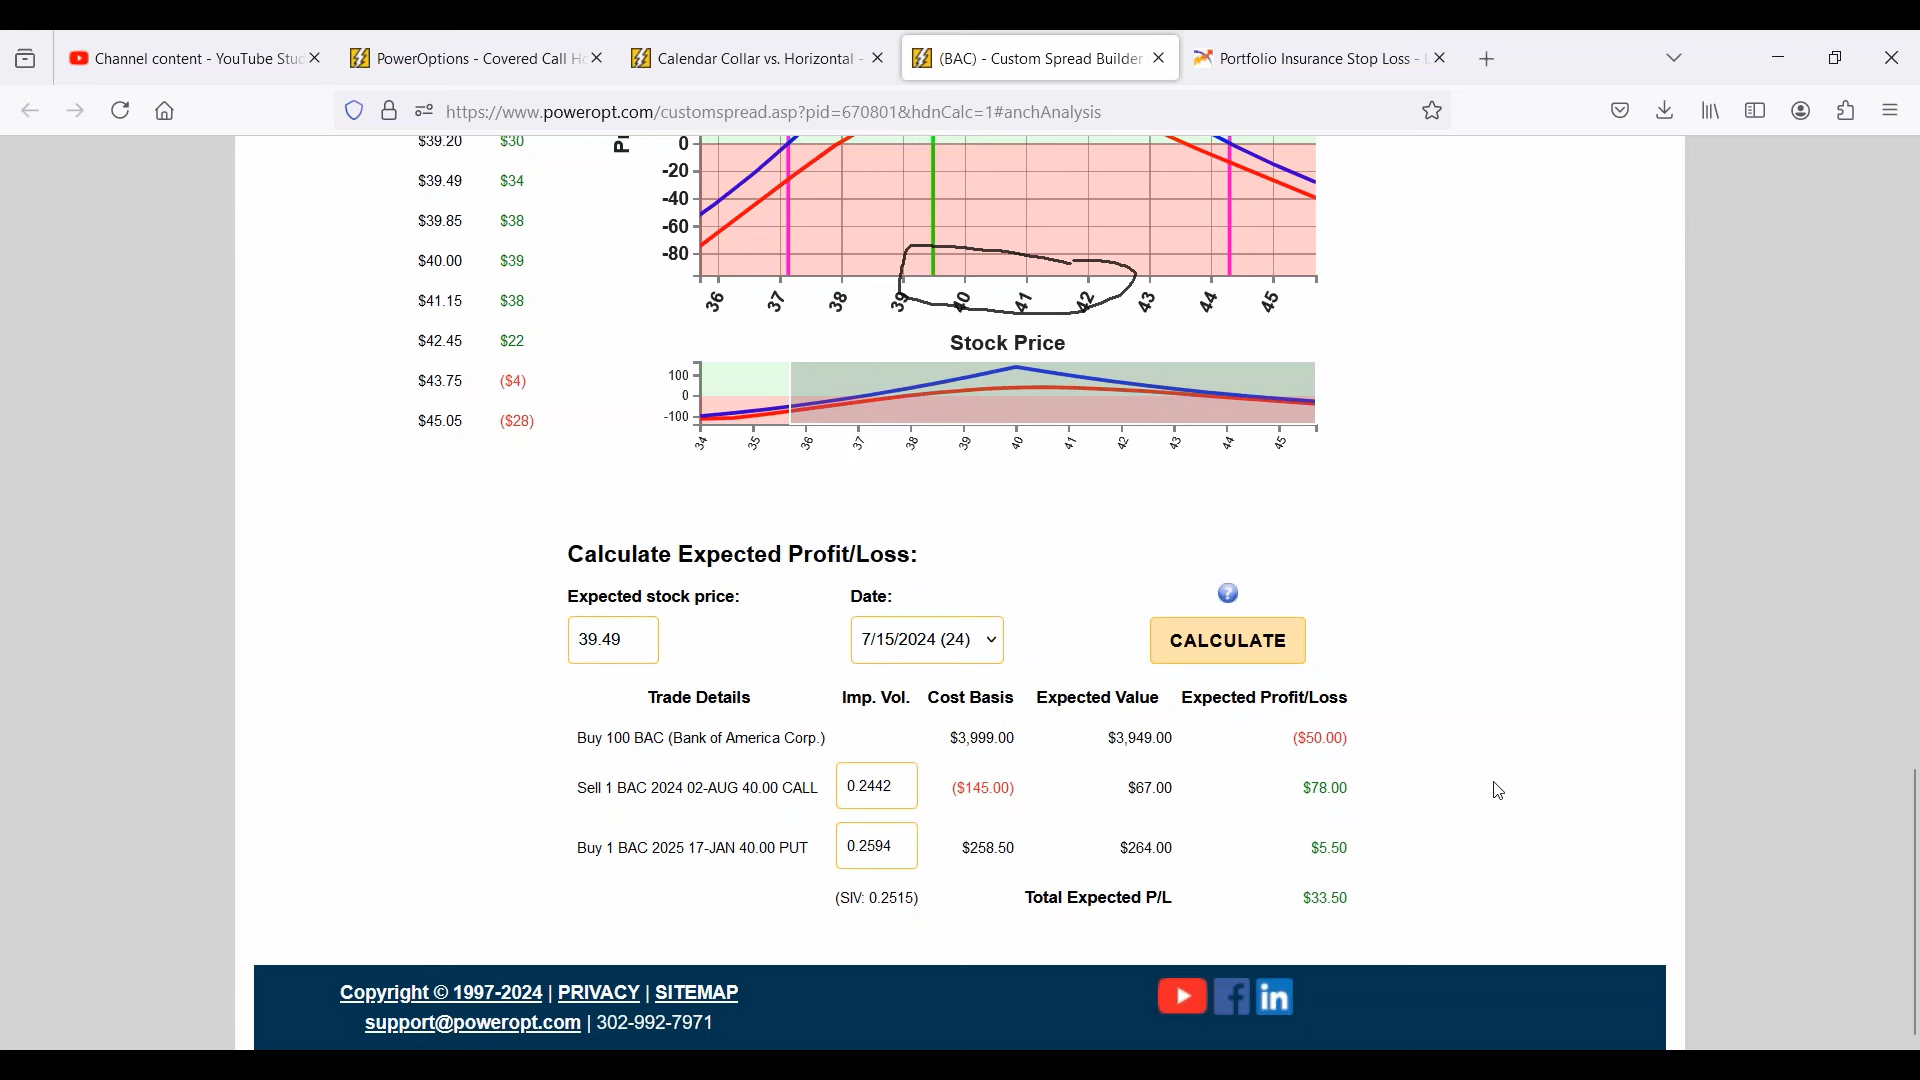 Channel content - YouTube Stu
PowerOptions - Covered Call H
Calendar Collar vs. Horizontal -
(BAC) - Custom Spread Builder
Portfolio Insurance Stop Loss -
https://www.poweropt.com/customspread.asp?pid=670801&hdnCalc=1#anchAnalysis
$39.20 $30
$39.49 $34
$39.85 $38
$40.00 $39
$41.15 $38
$42.45 $22
$43.75 ($4)
$45.05 ($28)
0
-20
-40
-60
-80
36 37 38 39 40 41 42 43 44 45
Stock Price
100
0
-100
34 35 36 37 38 39 40 41 42 43 44 45
Calculate Expected Profit/Loss:
Expected stock price: Date: ?
39.49 7/15/2024 (24) CALCULATE
Trade Details Imp. Vol. Cost Basis Expected Value Expected Profit/Loss
Buy 100 BAC (Bank of America Corp.) $3,999.00 $3,949.00 ($50.00)
Sell 1 BAC 2024 02-AUG 40.00 CALL 0.2442 ($145.00) $67.00 $78.00
Buy 1 BAC 2025 17-JAN 40.00 PUT 0.2594 $258.50 $264.00 $5.50
(SIV: 0.2515) Total Expected P/L $33.50
Copyright © 1997-2024 | PRIVACY | SITEMAP
support@poweropt.com | 302-992-7971
in